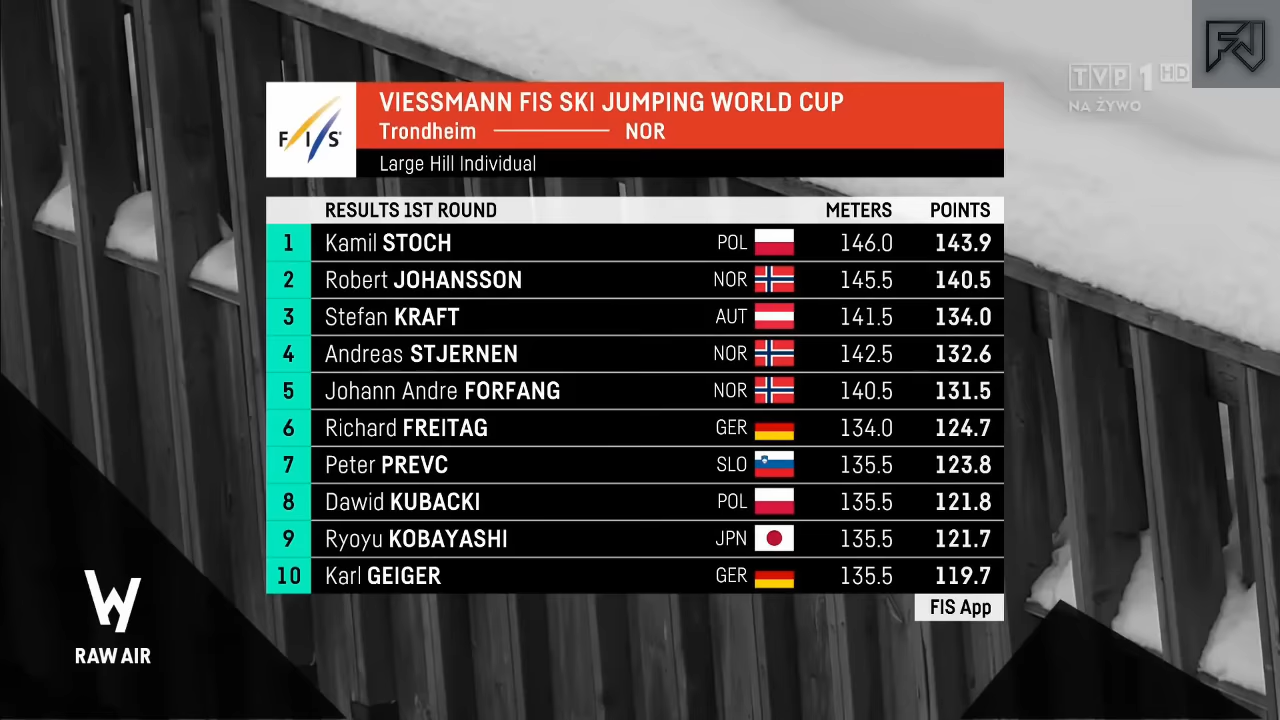 VIESSMANN FIS SKI JUMPING WORLD CUP
Trondheim NOR
Large Hill Individual
FIS
TVP 1 HD
NA ŻYWO
RESULTS 1ST ROUND METERS POINTS
1 Kamil STOCH POL 146.0 143.9
2 Robert JOHANSSON NOR 145.5 140.5
3 Stefan KRAFT AUT 141.5 134.0
4 Andreas STJERNEN NOR 142.5 132.6
5 Johann Andre FORFANG NOR 140.5 131.5
6 Richard FREITAG GER 134.0 124.7
7 Peter PREVC SLO 135.5 123.8
8 Dawid KUBACKI POL 135.5 121.8
9 Ryoyu KOBAYASHI JPN 135.5 121.7
10 Karl GEIGER GER 135.5 119.7
FIS App
RAW AIR